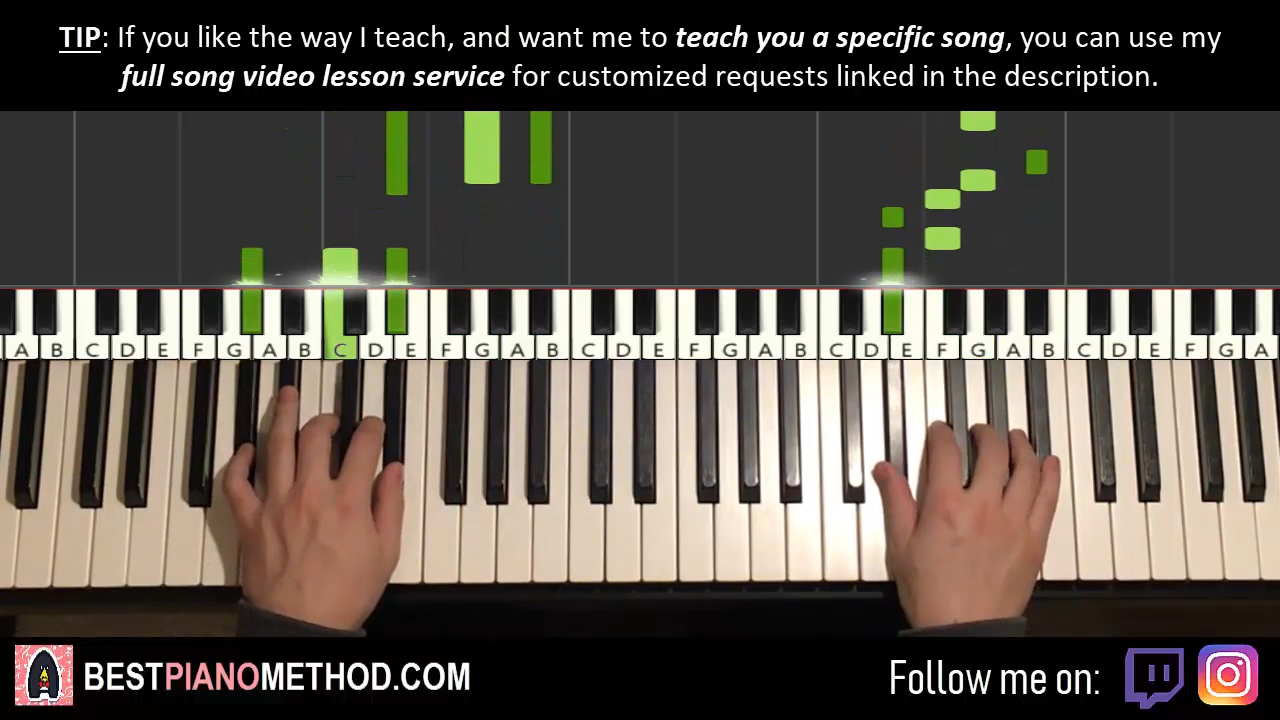 TIP: If you like the way I teach, and want me to teach you a specific song, you can use my
full song video lesson service for customized requests linked in the description.
A B C D E F G A B C D E F G A B C D E F G A B C D E F G A B C D E F G A
BESTPIANOMETHOD.COM
Follow me on: